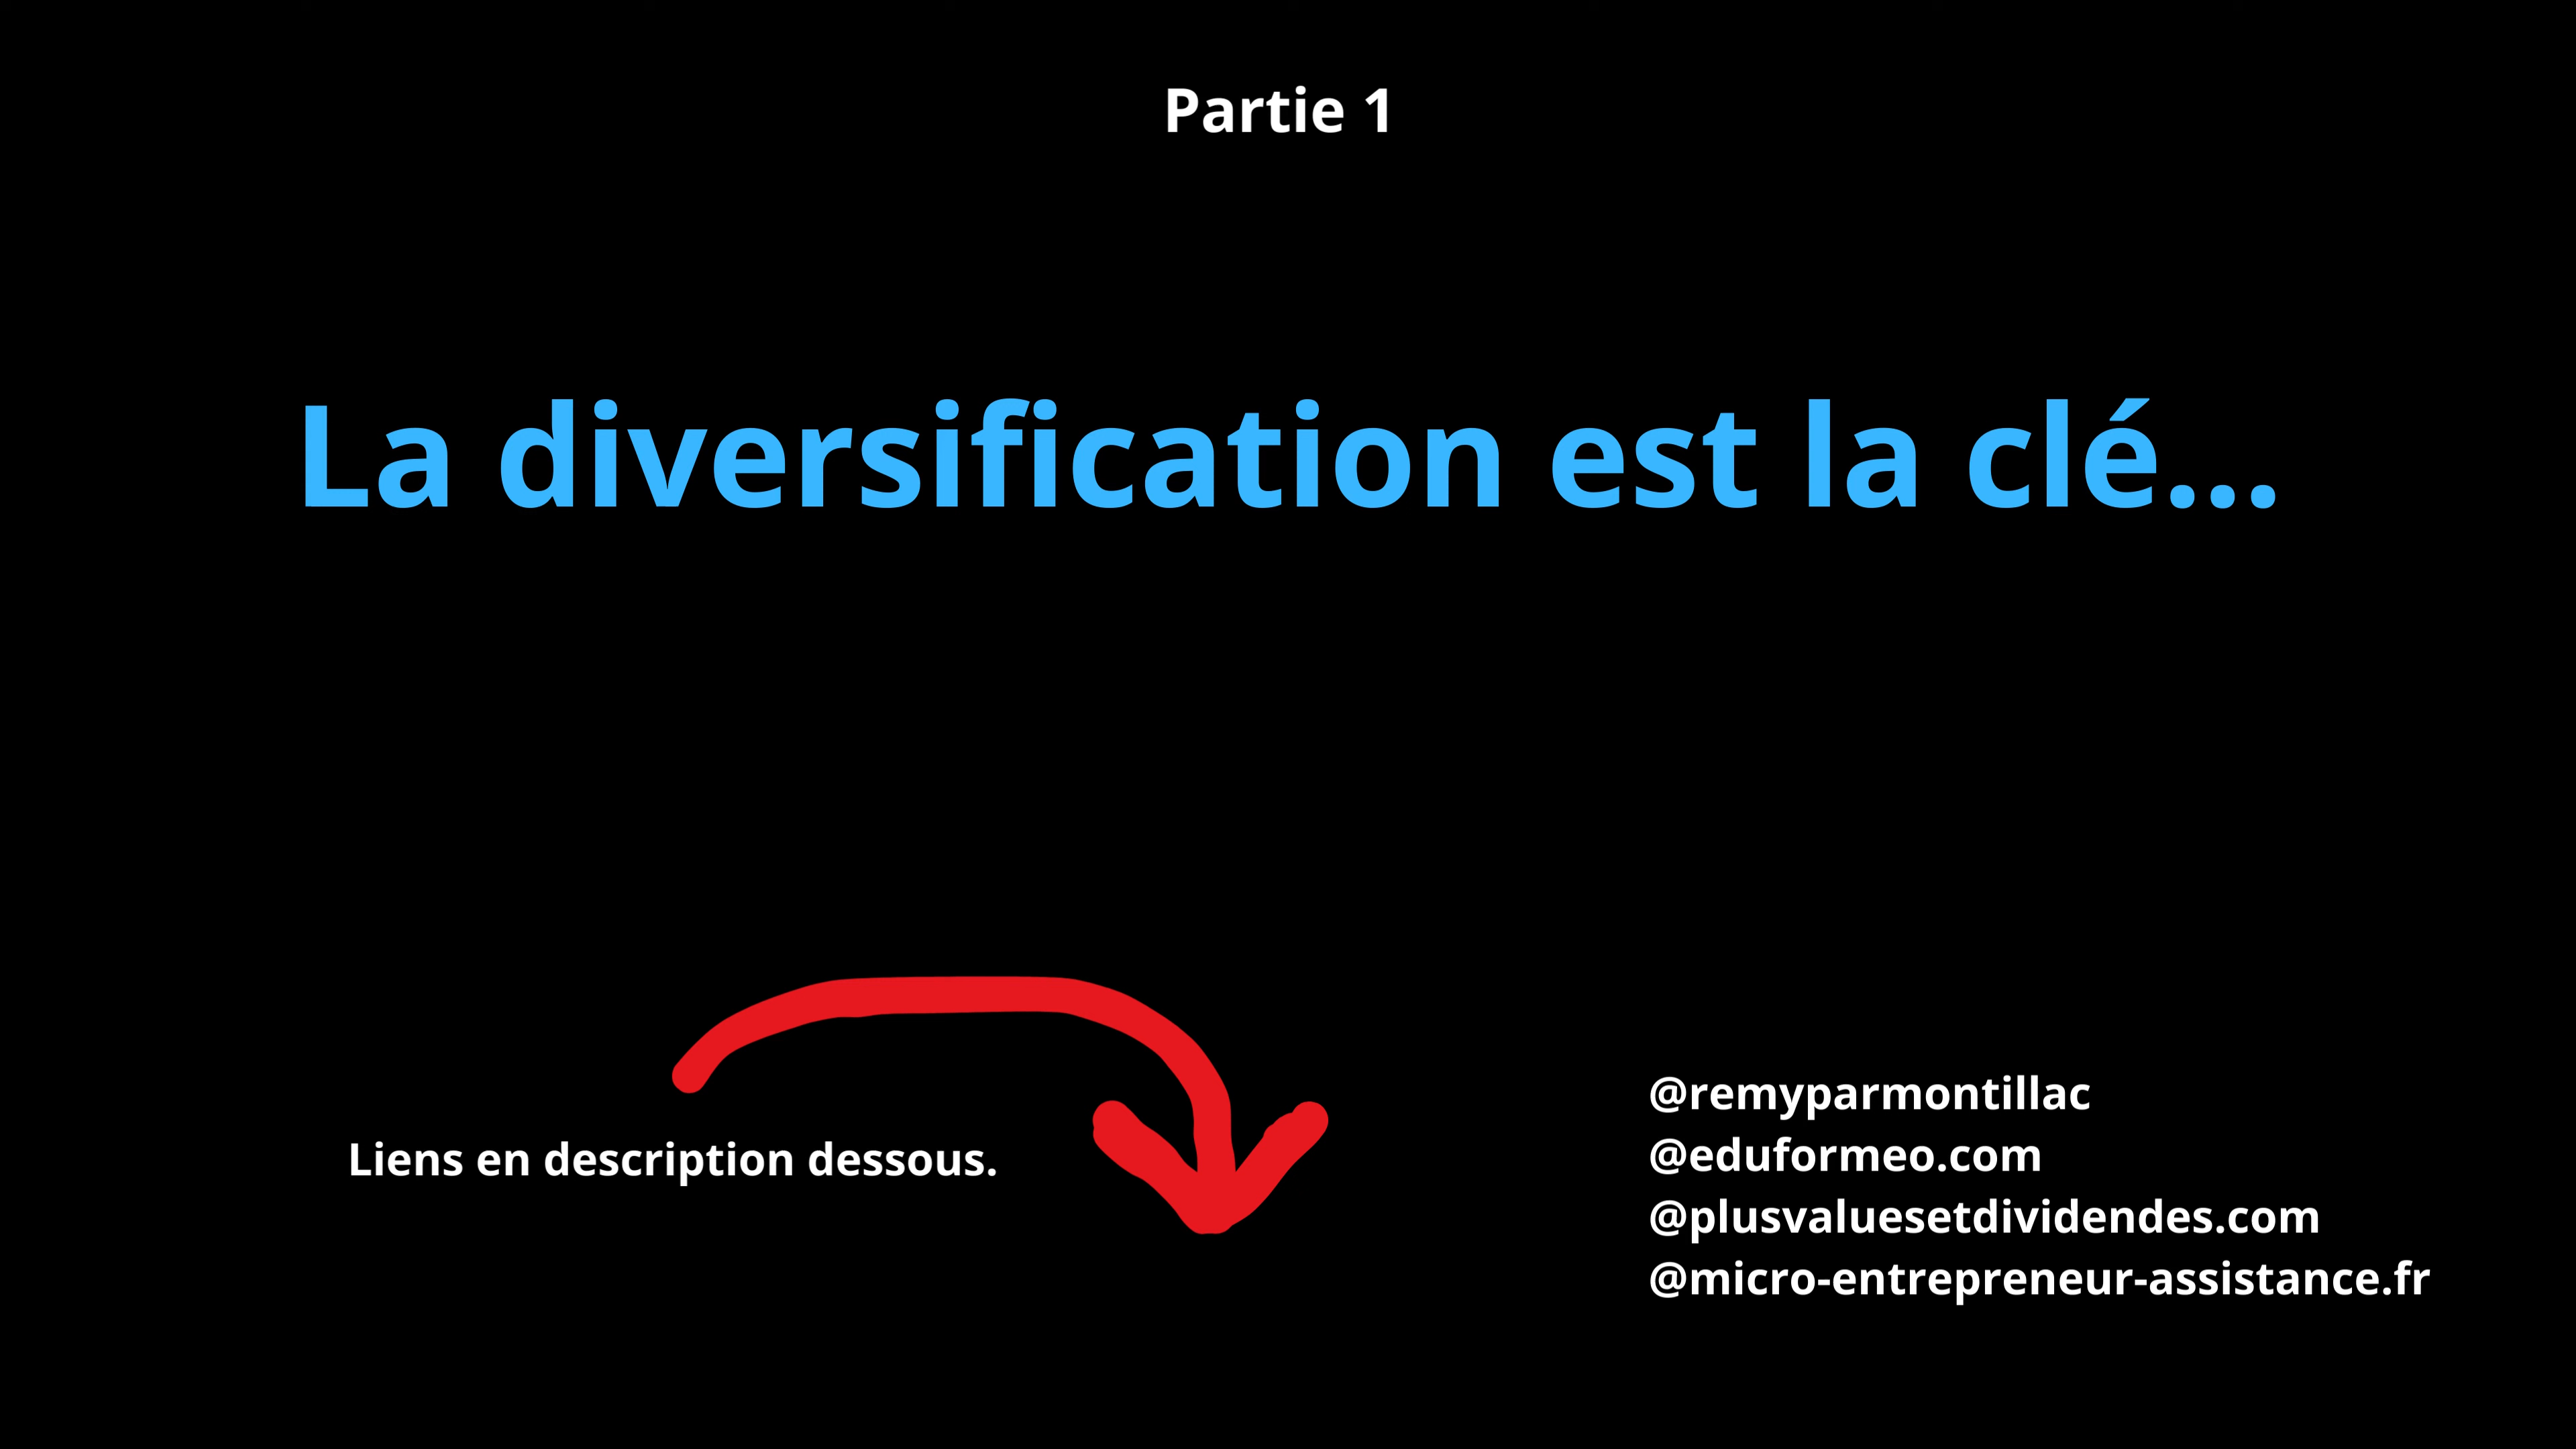 Partie 1
La diversification est la clé...
Liens en description dessous.
@remyparmontillac
@eduformeo.com
@plusvaluesetdividendes.com
@micro-entrepreneur-assistance.fr